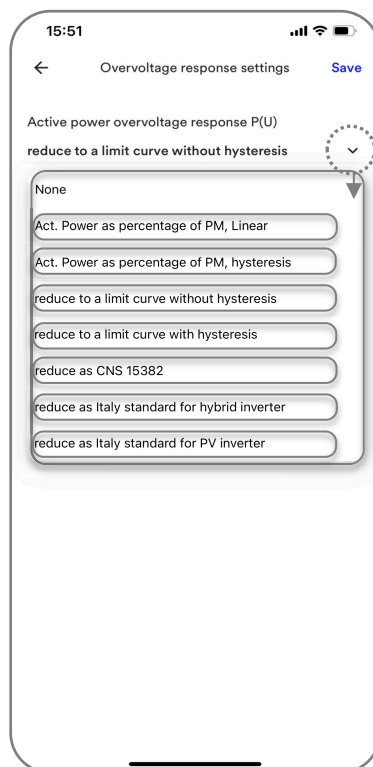 15:51
Overvoltage response settings Save
Active power overvoltage response P(U)
reduce to a limit curve without hysteresis
None
Act. Power as percentage of PM, Linear
Act. Power as percentage of PM, hysteresis
reduce to a limit curve without hysteresis
reduce to a limit curve with hysteresis
reduce as CNS 15382
reduce as Italy standard for hybrid inverter
reduce as Italy standard for PV inverter